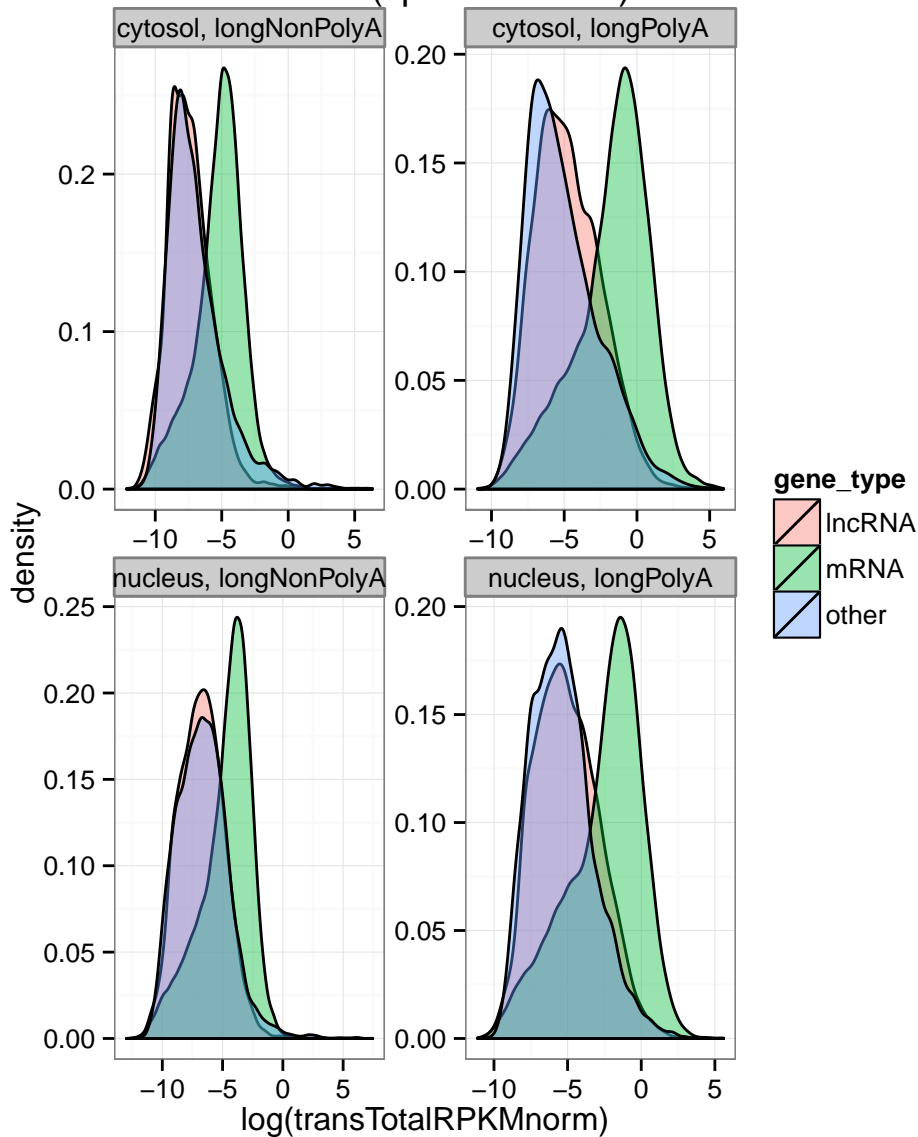 cytosol, longNonPolyA
cytosol, longPolyA
0.2
0.1
0.0
0.20
0.15
0.10
0.05
0.00
−10 −5 0 5
−10 −5 0 5
nucleus, longNonPolyA
nucleus, longPolyA
0.25
0.20
0.15
0.10
0.05
0.00
0.20
0.15
0.10
0.05
0.00
−10 −5 0 5
−10 −5 0 5
density
log(transTotalRPKMnorm)
gene_type
lncRNA
mRNA
other